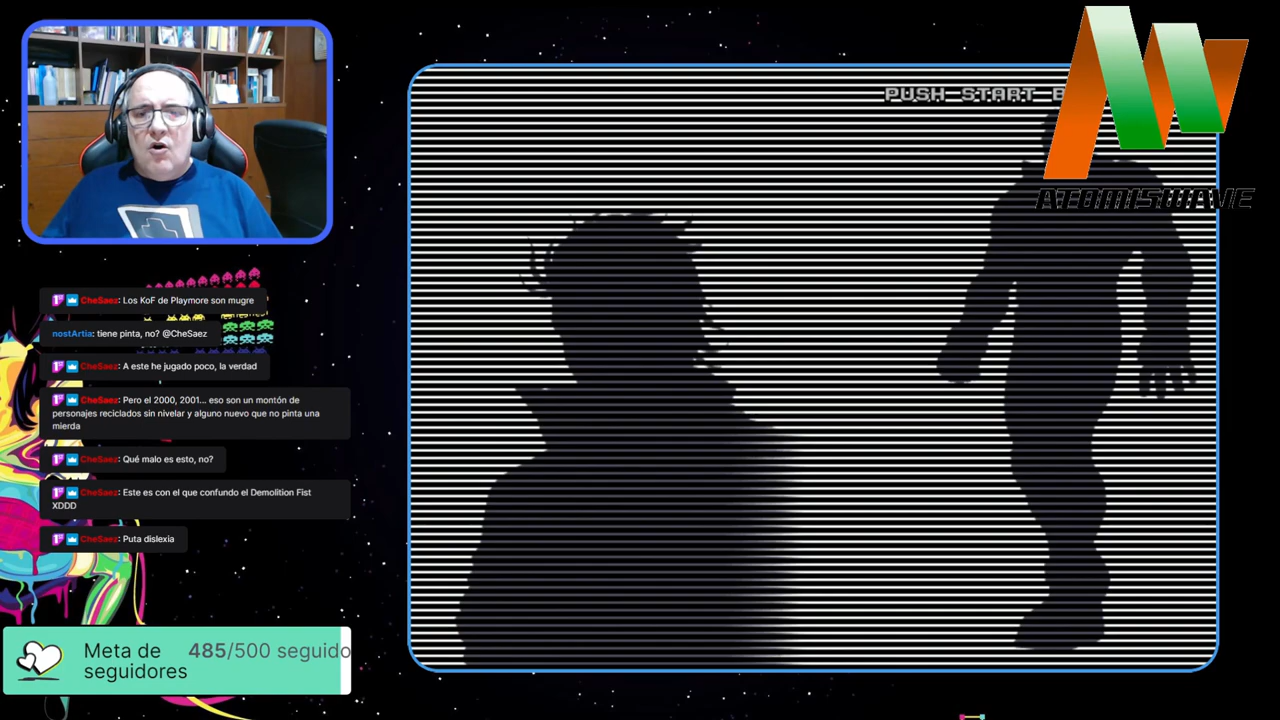 PUSH START B
ATOMISWAVE
CheSaez: Los KoF de Playmore son mugre
nostArtia: tiene pinta, no? @CheSaez
CheSaez: A este he jugado poco, la verdad
CheSaez: Pero el 2000, 2001... eso son un montón de
personajes reciclados sin nivelar y alguno nuevo que no pinta una
mierda
CheSaez: Qué malo es esto, no?
CheSaez: Este es con el que confundo el Demolition Fist
XDDD
CheSaez: Puta dislexia
Meta de
seguidores
485/500 seguido